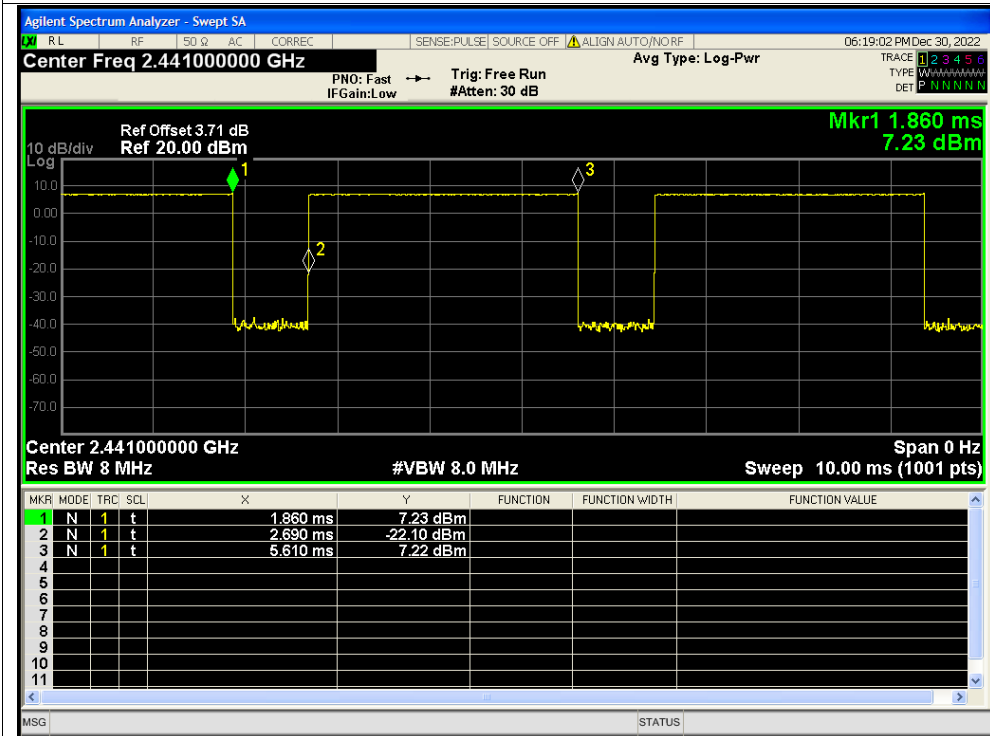 Agilent Spectrum Analyzer - Swept SA
LXI RL RF 50 Ω AC CORREC SENSE:PULSE SOURCE OFF ALIGN AUTO/NO RF 06:19:02 PM Dec 30, 2022
Center Freq 2.441000000 GHz Avg Type: Log-Pwr TRACE 1 2 3 4 5 6
PNO: Fast Trig: Free Run TYPE W
IFGain:Low #Atten: 30 dB DET P N N N N N
Mkr1 1.860 ms
Ref Offset 3.71 dB
10 dB/div Ref 20.00 dBm 7.23 dBm
Log
1
3
10.0
0.00
-10.0
2
-20.0
-30.0
-40.0
-50.0
-60.0
-70.0
Center 2.441000000 GHz Span 0 Hz
Res BW 8 MHz #VBW 8.0 MHz Sweep 10.00 ms (1001 pts)
MKR MODE TRC SCL X Y FUNCTION FUNCTION WIDTH FUNCTION VALUE
1 N 1 t 1.860 ms 7.23 dBm
2 N 1 t 2.690 ms -22.10 dBm
3 N 1 t 5.610 ms 7.22 dBm
4
5
6
7
8
9
10
11
MSG STATUS